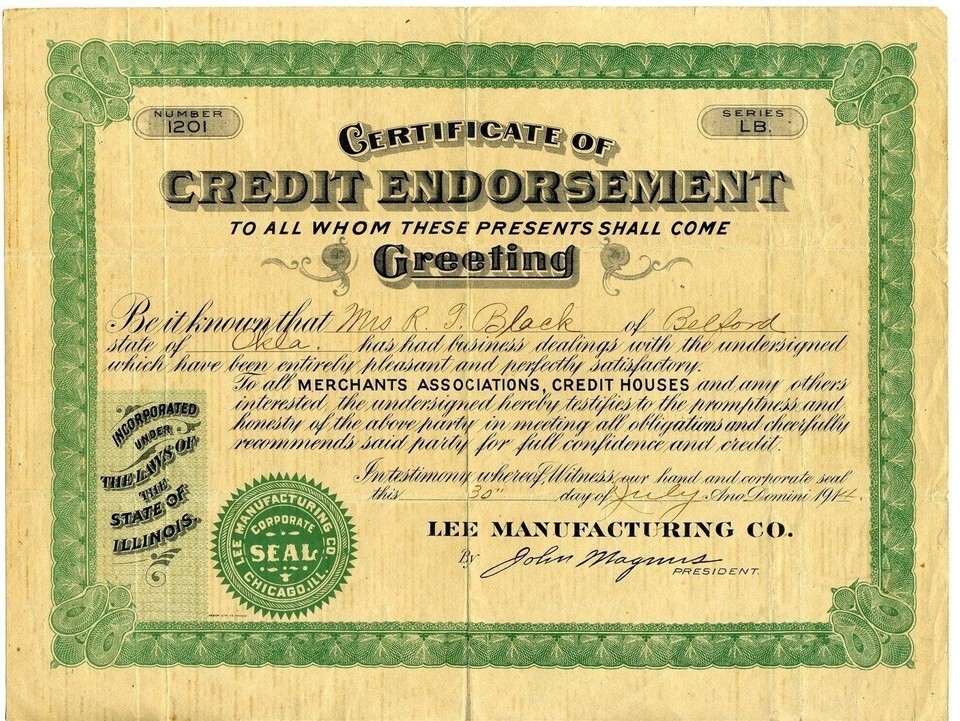 NUMBER
1201
SERIES
LB.
CERTIFICATE OF
CREDIT ENDORSEMENT
TO ALL WHOM THESE PRESENTS SHALL COME
Greeting
Be it known that Mrs R. T. Black of Belford
state of Okla. has had business dealings with the undersigned
which have been entirely pleasant and perfectly satisfactory.
To all MERCHANTS ASSOCIATIONS, CREDIT HOUSES and any others
interested, the undersigned hereby testifies to the promptness and
honesty of the above party in meeting all obligations and cheerfully
recommends said party for full confidence and credit.
In testimony whereof, Witness, our hand and corporate seal
this 30" day of July Ano Domini 1914.
LEE MANUFACTURING CO.
By John Magnus
PRESIDENT.
INCORPORATED
UNDER
THE LAWS OF
THE
STATE OF
ILLINOIS.
LEE MANUFACTURING CO
CORPORATE
SEAL
CHICAGO, ILL.